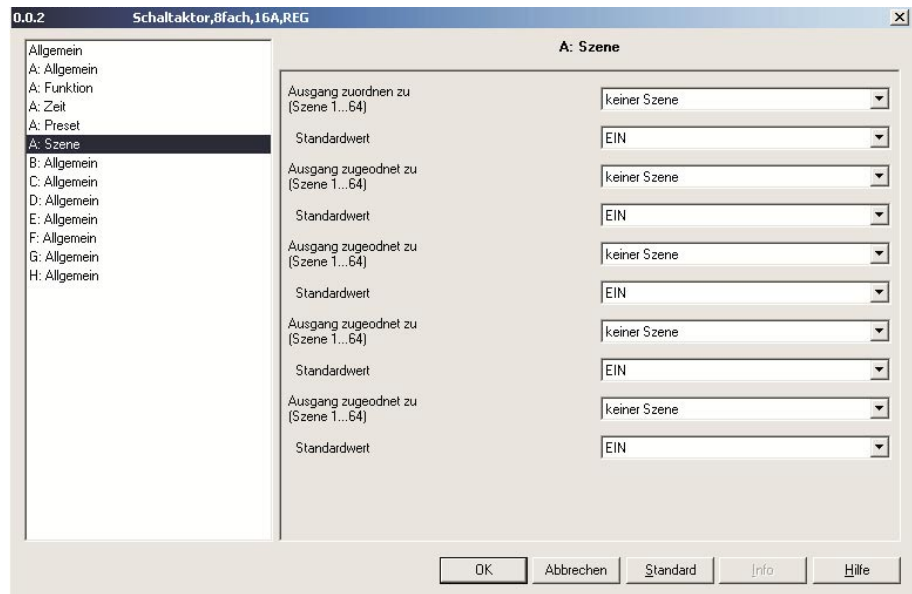 0.0.2 Schaltaktor,8fach,16A,REG
Allgemein
A: Allgemein
A: Funktion
A: Zeit
A: Preset
A: Szene
B: Allgemein
C: Allgemein
D: Allgemein
E: Allgemein
F: Allgemein
G: Allgemein
H: Allgemein
A: Szene
Ausgang zuordnen zu
(Szene 1...64)
keiner Szene
Standardwert
EIN
Ausgang zugeodnet zu
(Szene 1...64)
keiner Szene
Standardwert
EIN
Ausgang zugeodnet zu
(Szene 1...64)
keiner Szene
Standardwert
EIN
Ausgang zugeodnet zu
(Szene 1...64)
keiner Szene
Standardwert
EIN
Ausgang zugeodnet zu
(Szene 1...64)
keiner Szene
Standardwert
EIN
OK Abbrechen Standard Info Hilfe